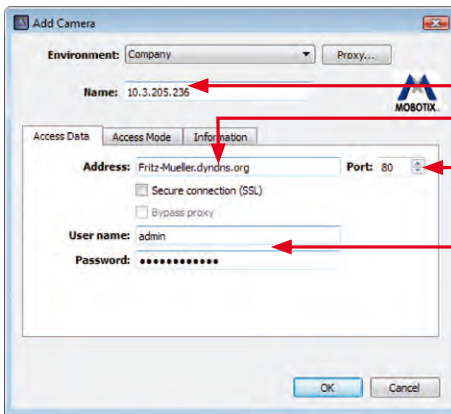 Add Camera
Environment: Company Proxy...
Name: 10.3.205.236
MOBOTIX
Access Data Access Mode Information
Address: Fritz-Mueller.dyndns.org Port: 80
Secure connection (SSL)
Bypass proxy
User name: admin
Password: ●●●●●●●●●●●●
OK Cancel